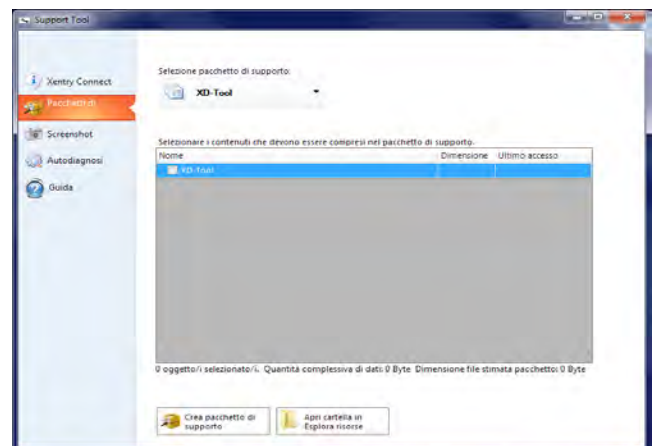 Support Tool
Xentry Connect
Pacchetti di
Screenshot
Autodiagnosi
Guida
Selezione pacchetto di supporto:
XD-Tool
Selezionare i contenuti che devono essere compresi nel pacchetto di supporto.
Nome Dimensione Ultimo accesso
XD-Tool
0 oggetto/i selezionato/i. Quantità complessiva di dati: 0 Byte Dimensione file stimata pacchetto: 0 Byte
Crea pacchetto di
supporto
Apri cartella in
Esplora risorse